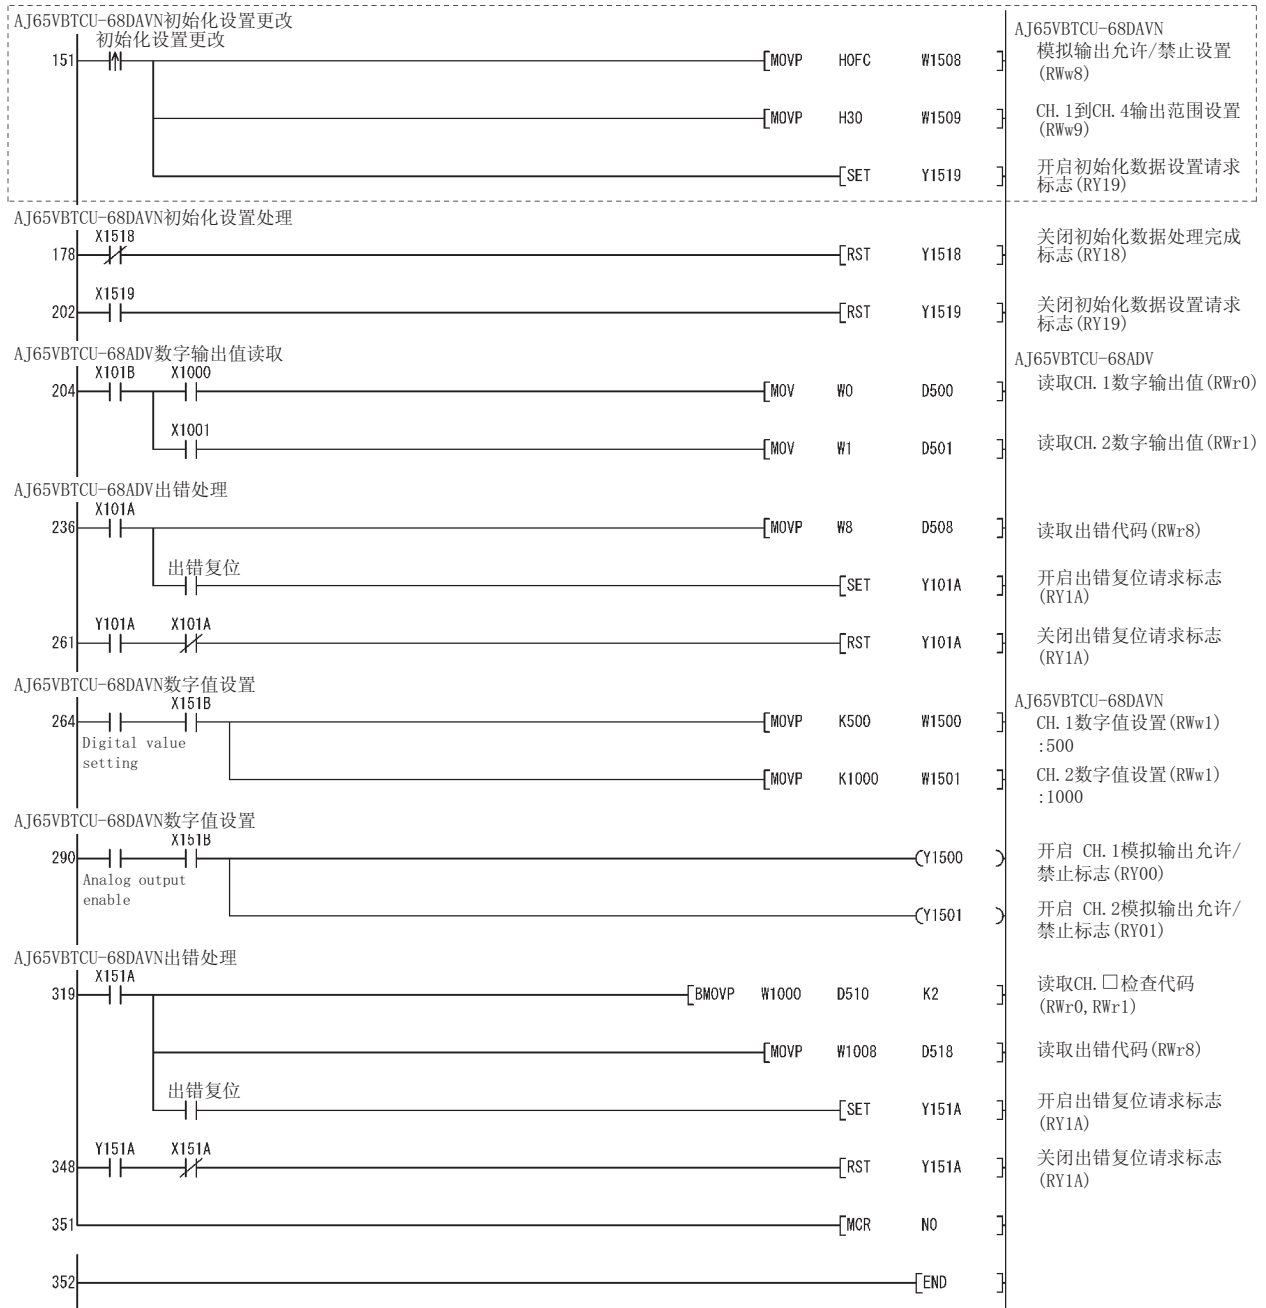 AJ65VBTCU-68DAVN初始化设置更改
初始化设置更改
151 [MOVP H0FC W1508 ]
AJ65VBTCU-68DAVN
模拟输出允许/禁止设置
(RWw8)
[MOVP H30 W1509 ]
CH.1到CH.4输出范围设置
(RWw9)
[SET Y1519 ]
开启初始化数据设置请求
标志(RY19)
AJ65VBTCU-68DAVN初始化设置处理
X1518
178 [RST Y1518 ]
关闭初始化数据处理完成
标志(RY18)
X1519
202 [RST Y1519 ]
关闭初始化数据设置请求
标志(RY19)
AJ65VBTCU-68ADV数字输出值读取
X101B X1000
204 [MOV W0 D500 ]
AJ65VBTCU-68ADV
读取CH.1数字输出值(RWr0)
X1001
[MOV W1 D501 ]
读取CH.2数字输出值(RWr1)
AJ65VBTCU-68ADV出错处理
X101A
236 [MOVP W8 D508 ]
读取出错代码(RWr8)
出错复位
[SET Y101A ]
开启出错复位请求标志
(RY1A)
Y101A X101A
261 [RST Y101A ]
关闭出错复位请求标志
(RY1A)
AJ65VBTCU-68DAVN数字值设置
X151B
264 [MOVP K500 W1500 ]
Digital value
setting
AJ65VBTCU-68DAVN
CH.1数字值设置(RWw1)
:500
[MOVP K1000 W1501 ]
CH.2数字值设置(RWw1)
:1000
AJ65VBTCU-68DAVN数字值设置
X151B
290 (Y1500 )
Analog output
enable
开启 CH.1模拟输出允许/
禁止标志(RY00)
(Y1501 )
开启 CH.2模拟输出允许/
禁止标志(RY01)
AJ65VBTCU-68DAVN出错处理
X151A
319 [BMOVP W1000 D510 K2 ]
读取CH.□检查代码
(RWr0,RWr1)
[MOVP W1008 D518 ]
读取出错代码(RWr8)
出错复位
[SET Y151A ]
开启出错复位请求标志
(RY1A)
Y151A X151A
348 [RST Y151A ]
关闭出错复位请求标志
(RY1A)
351 [MCR N0 ]
352 [END ]